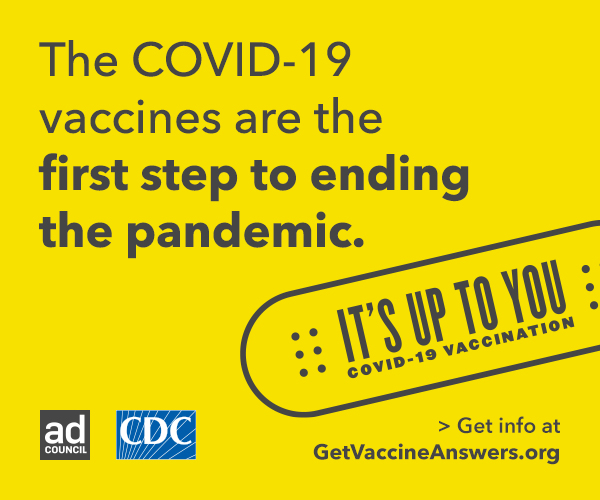 The COVID-19
vaccines are the
first step to ending
the pandemic.
IT'S UP TO YOU
COVID-19 VACCINATION
ad
COUNCIL
CDC
> Get info at
GetVaccineAnswers.org